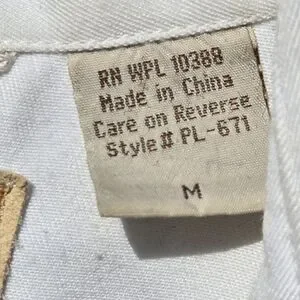 RN WPL 10388
Made in China
Care on Reverse
Style# PL-671
M